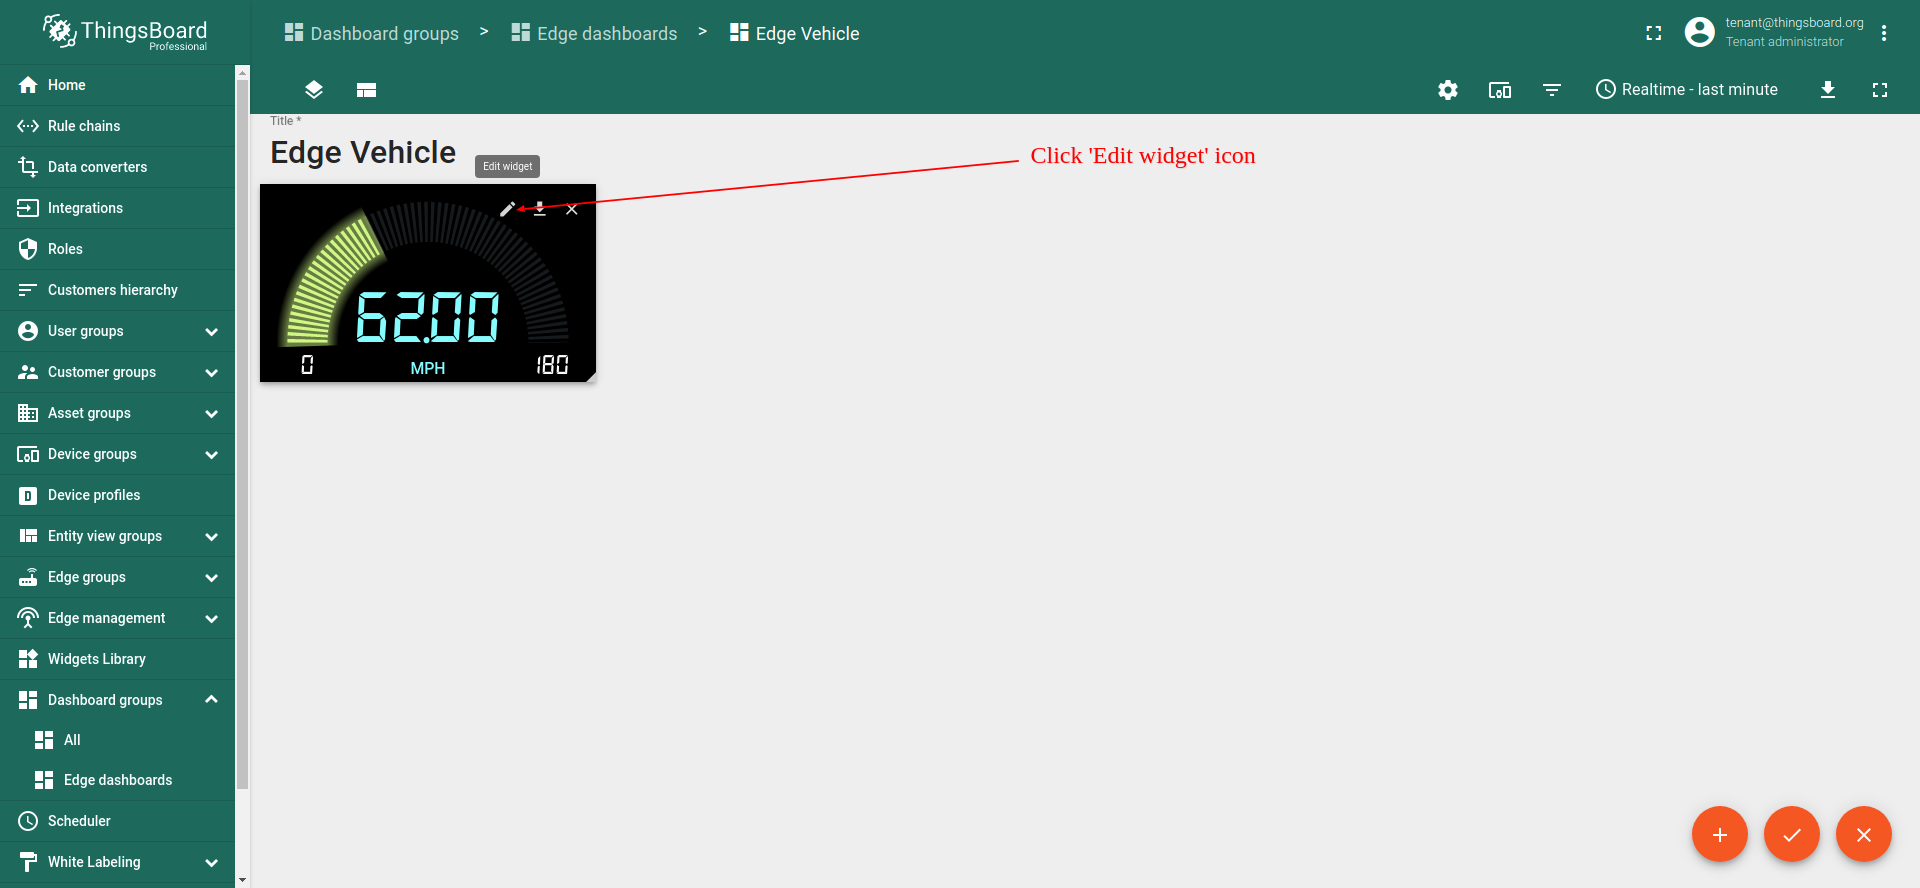 ThingsBoard
Professional
Dashboard groups > Edge dashboards > Edge Vehicle
tenant@thingsboard.org
Tenant administrator
Realtime - last minute
Home
Rule chains
Data converters
Integrations
Roles
Customers hierarchy
User groups
Customer groups
Asset groups
Device groups
Device profiles
Entity view groups
Edge groups
Edge management
Widgets Library
Dashboard groups
All
Edge dashboards
Scheduler
White Labeling
Title *
Edge Vehicle
Edit widget
Click 'Edit widget' icon
62.00
0 MPH 180